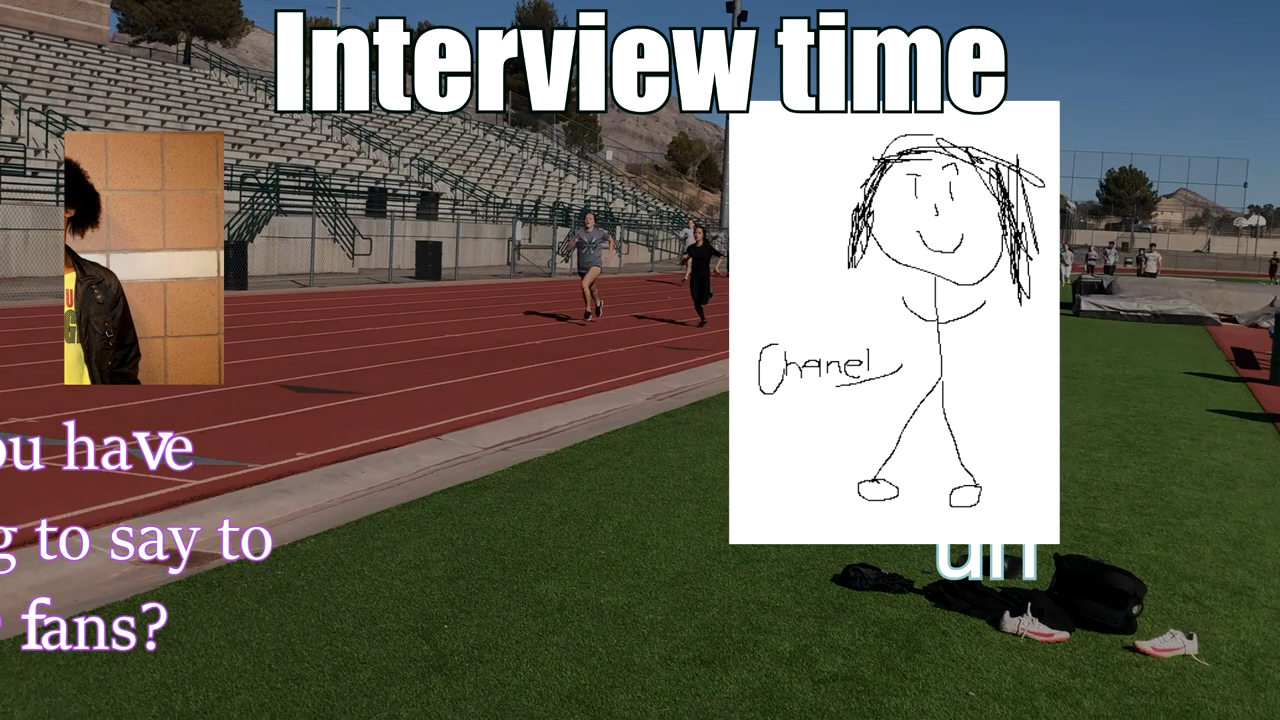 Interview time
Chanel
ou have
g to say to
fans?
uh